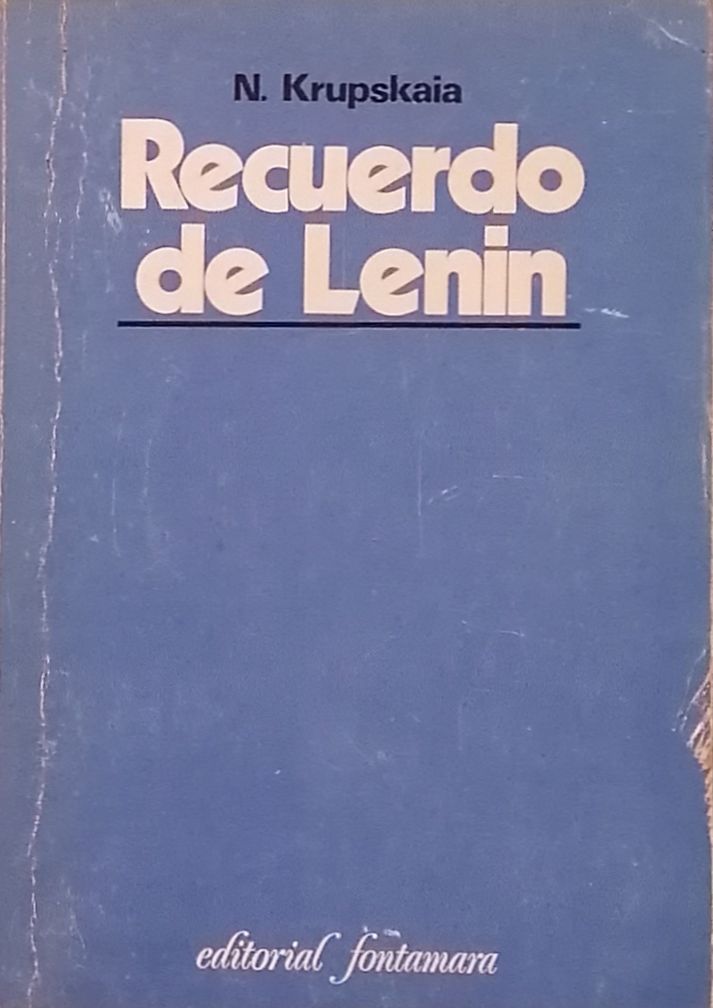 N. Krupskaia
Recuerdo
de Lenin
editorial fontamara